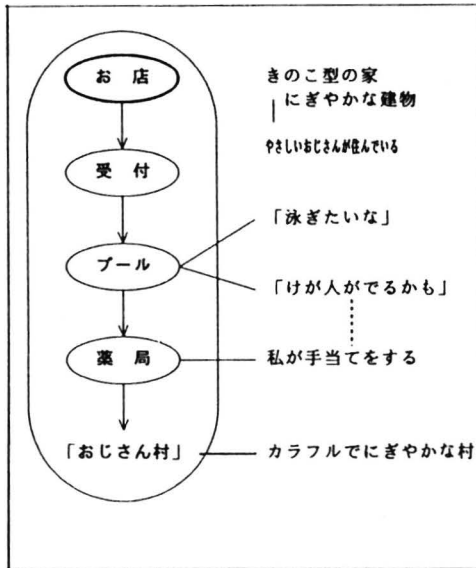 お店
きのこ型の家
にぎやかな建物
やさしいおじさんが住んでいる
受付
「泳ぎたいな」
プール
「けが人がでるかも」
薬局
私が手当てをする
「おじさん村」
カラフルでにぎやかな村